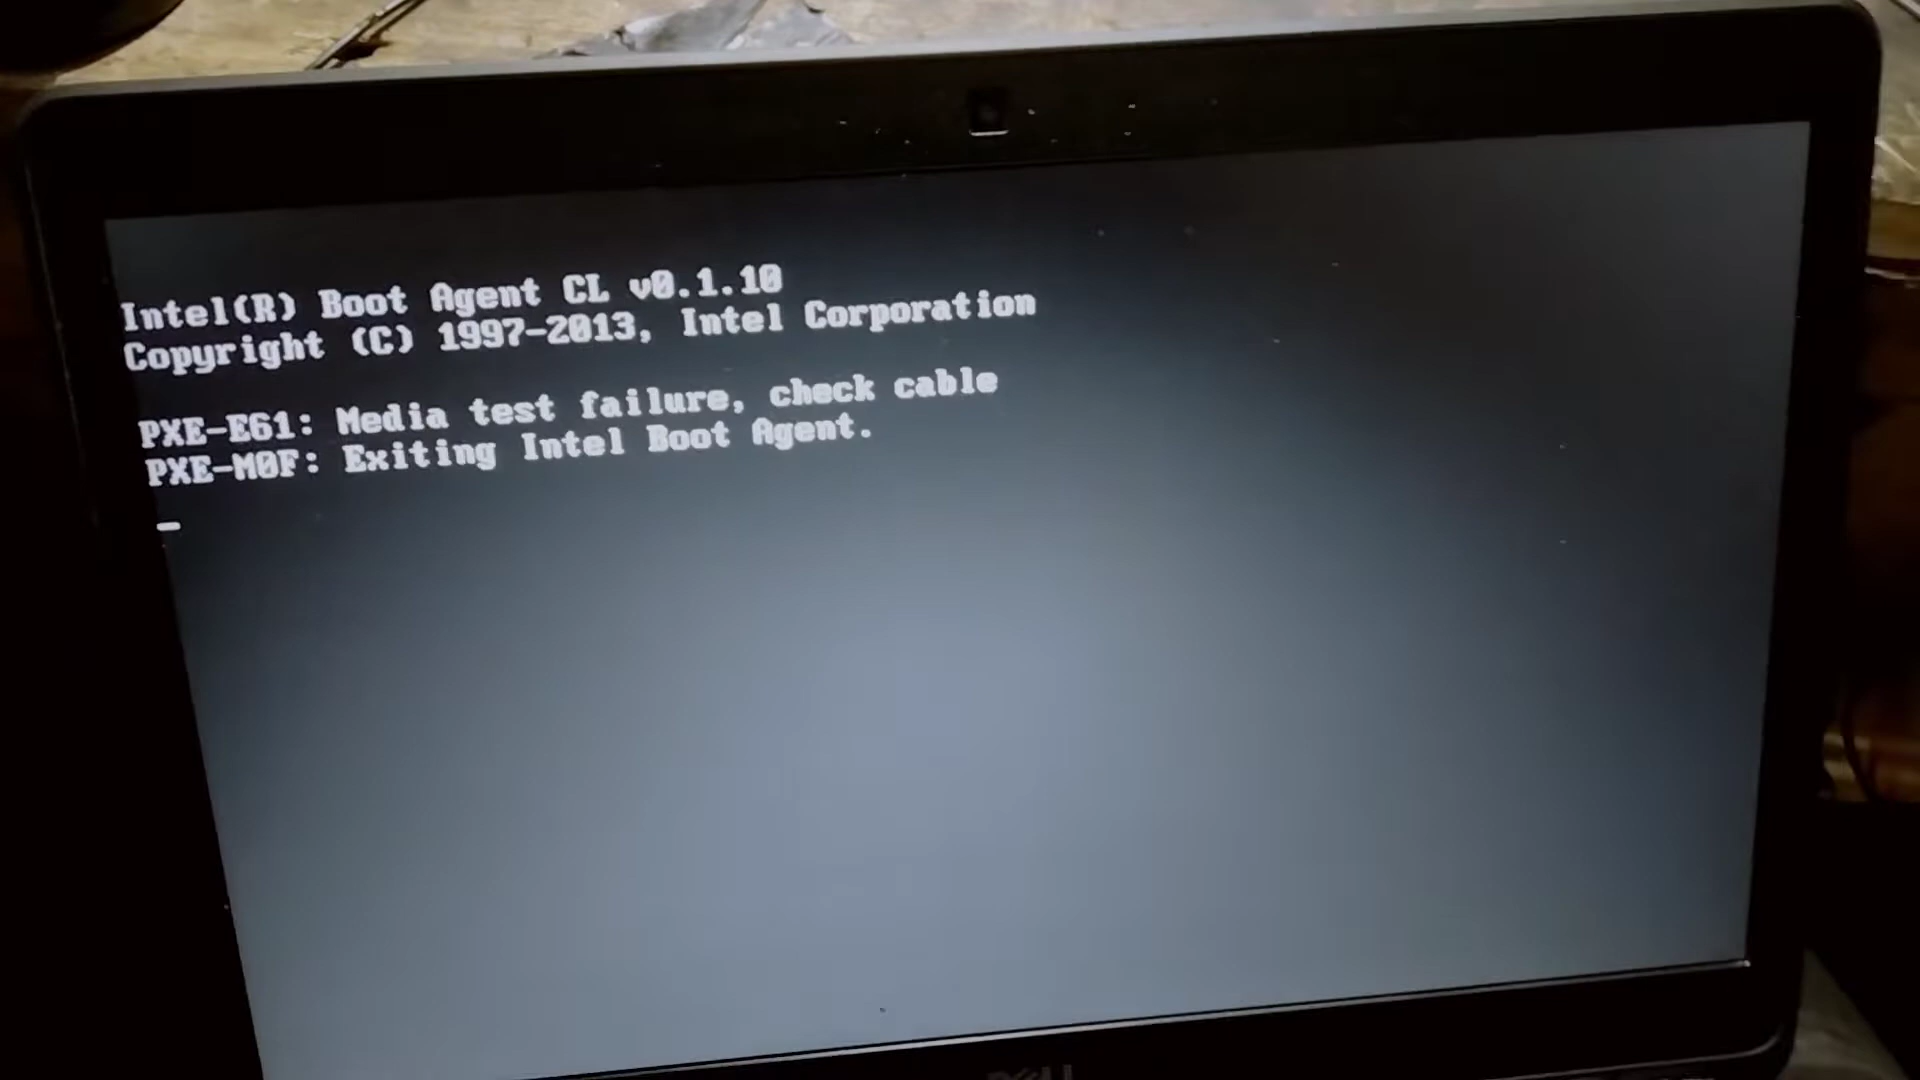 Intel(R) Boot Agent CL v0.1.10
Copyright (C) 1997-2013, Intel Corporation
PXE-E61: Media test failure, check cable
PXE-M0F: Exiting Intel Boot Agent.